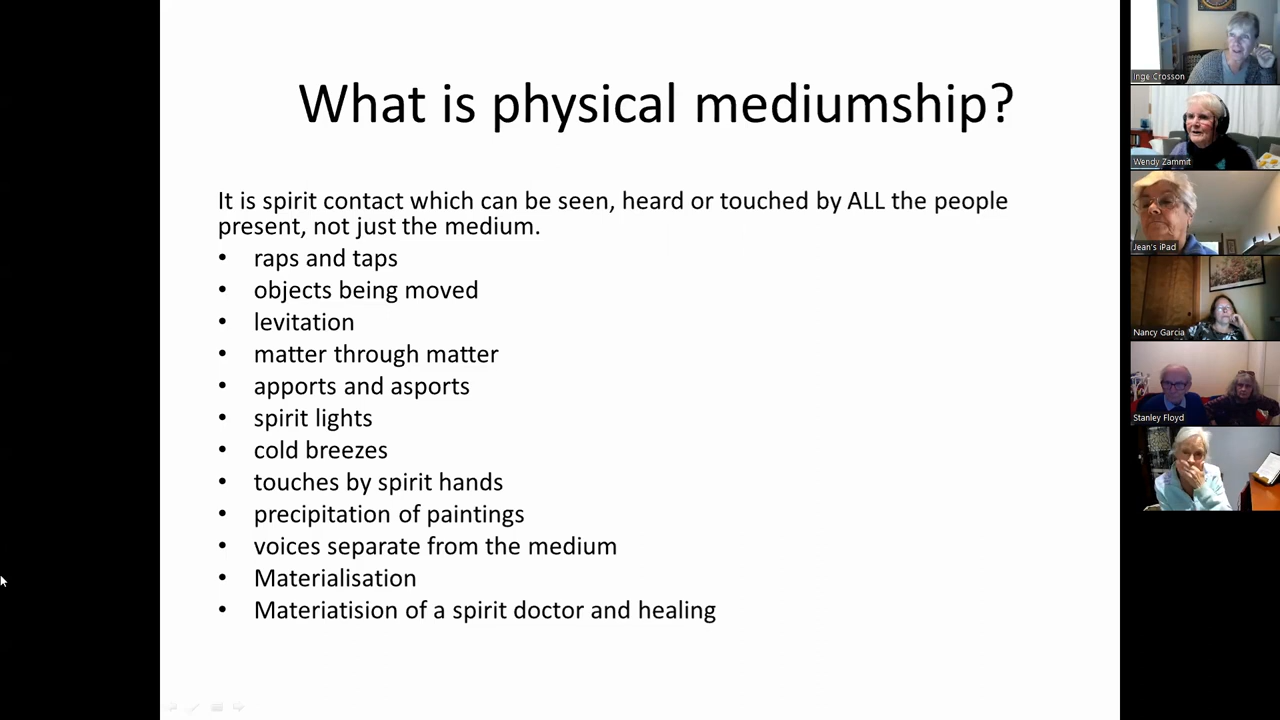 What is physical mediumship?
It is spirit contact which can be seen, heard or touched by ALL the people
present, not just the medium.
• raps and taps
• objects being moved
• levitation
• matter through matter
• apports and asports
• spirit lights
• cold breezes
• touches by spirit hands
• precipitation of paintings
• voices separate from the medium
• Materialisation
• Materiatision of a spirit doctor and healing
Inge Crosson
Wendy Zammit
Jean's iPad
Nancy Garcia
Stanley Floyd